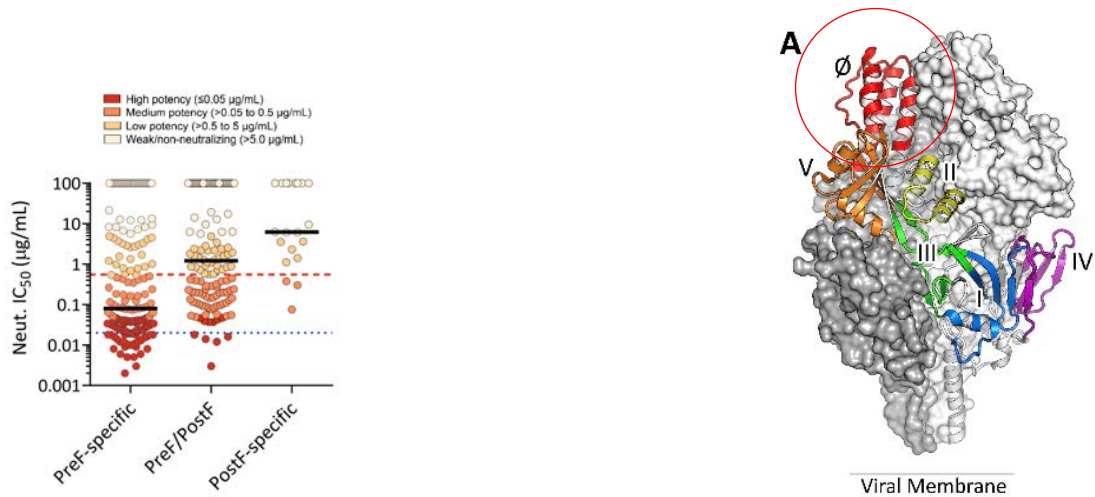 High potency (≤0.05 µg/mL)
Medium potency (>0.05 to 0.5 µg/mL)
Low potency (>0.5 to 5 µg/mL)
Weak/non-neutralizing (>5.0 µg/mL)
Neut. IC50 (µg/mL)
100
10
1
0.1
0.01
0.001
PreF-specific
PreF/PostF
PostF-specific
A
Ø
V
II
III
IV
I
Viral Membrane